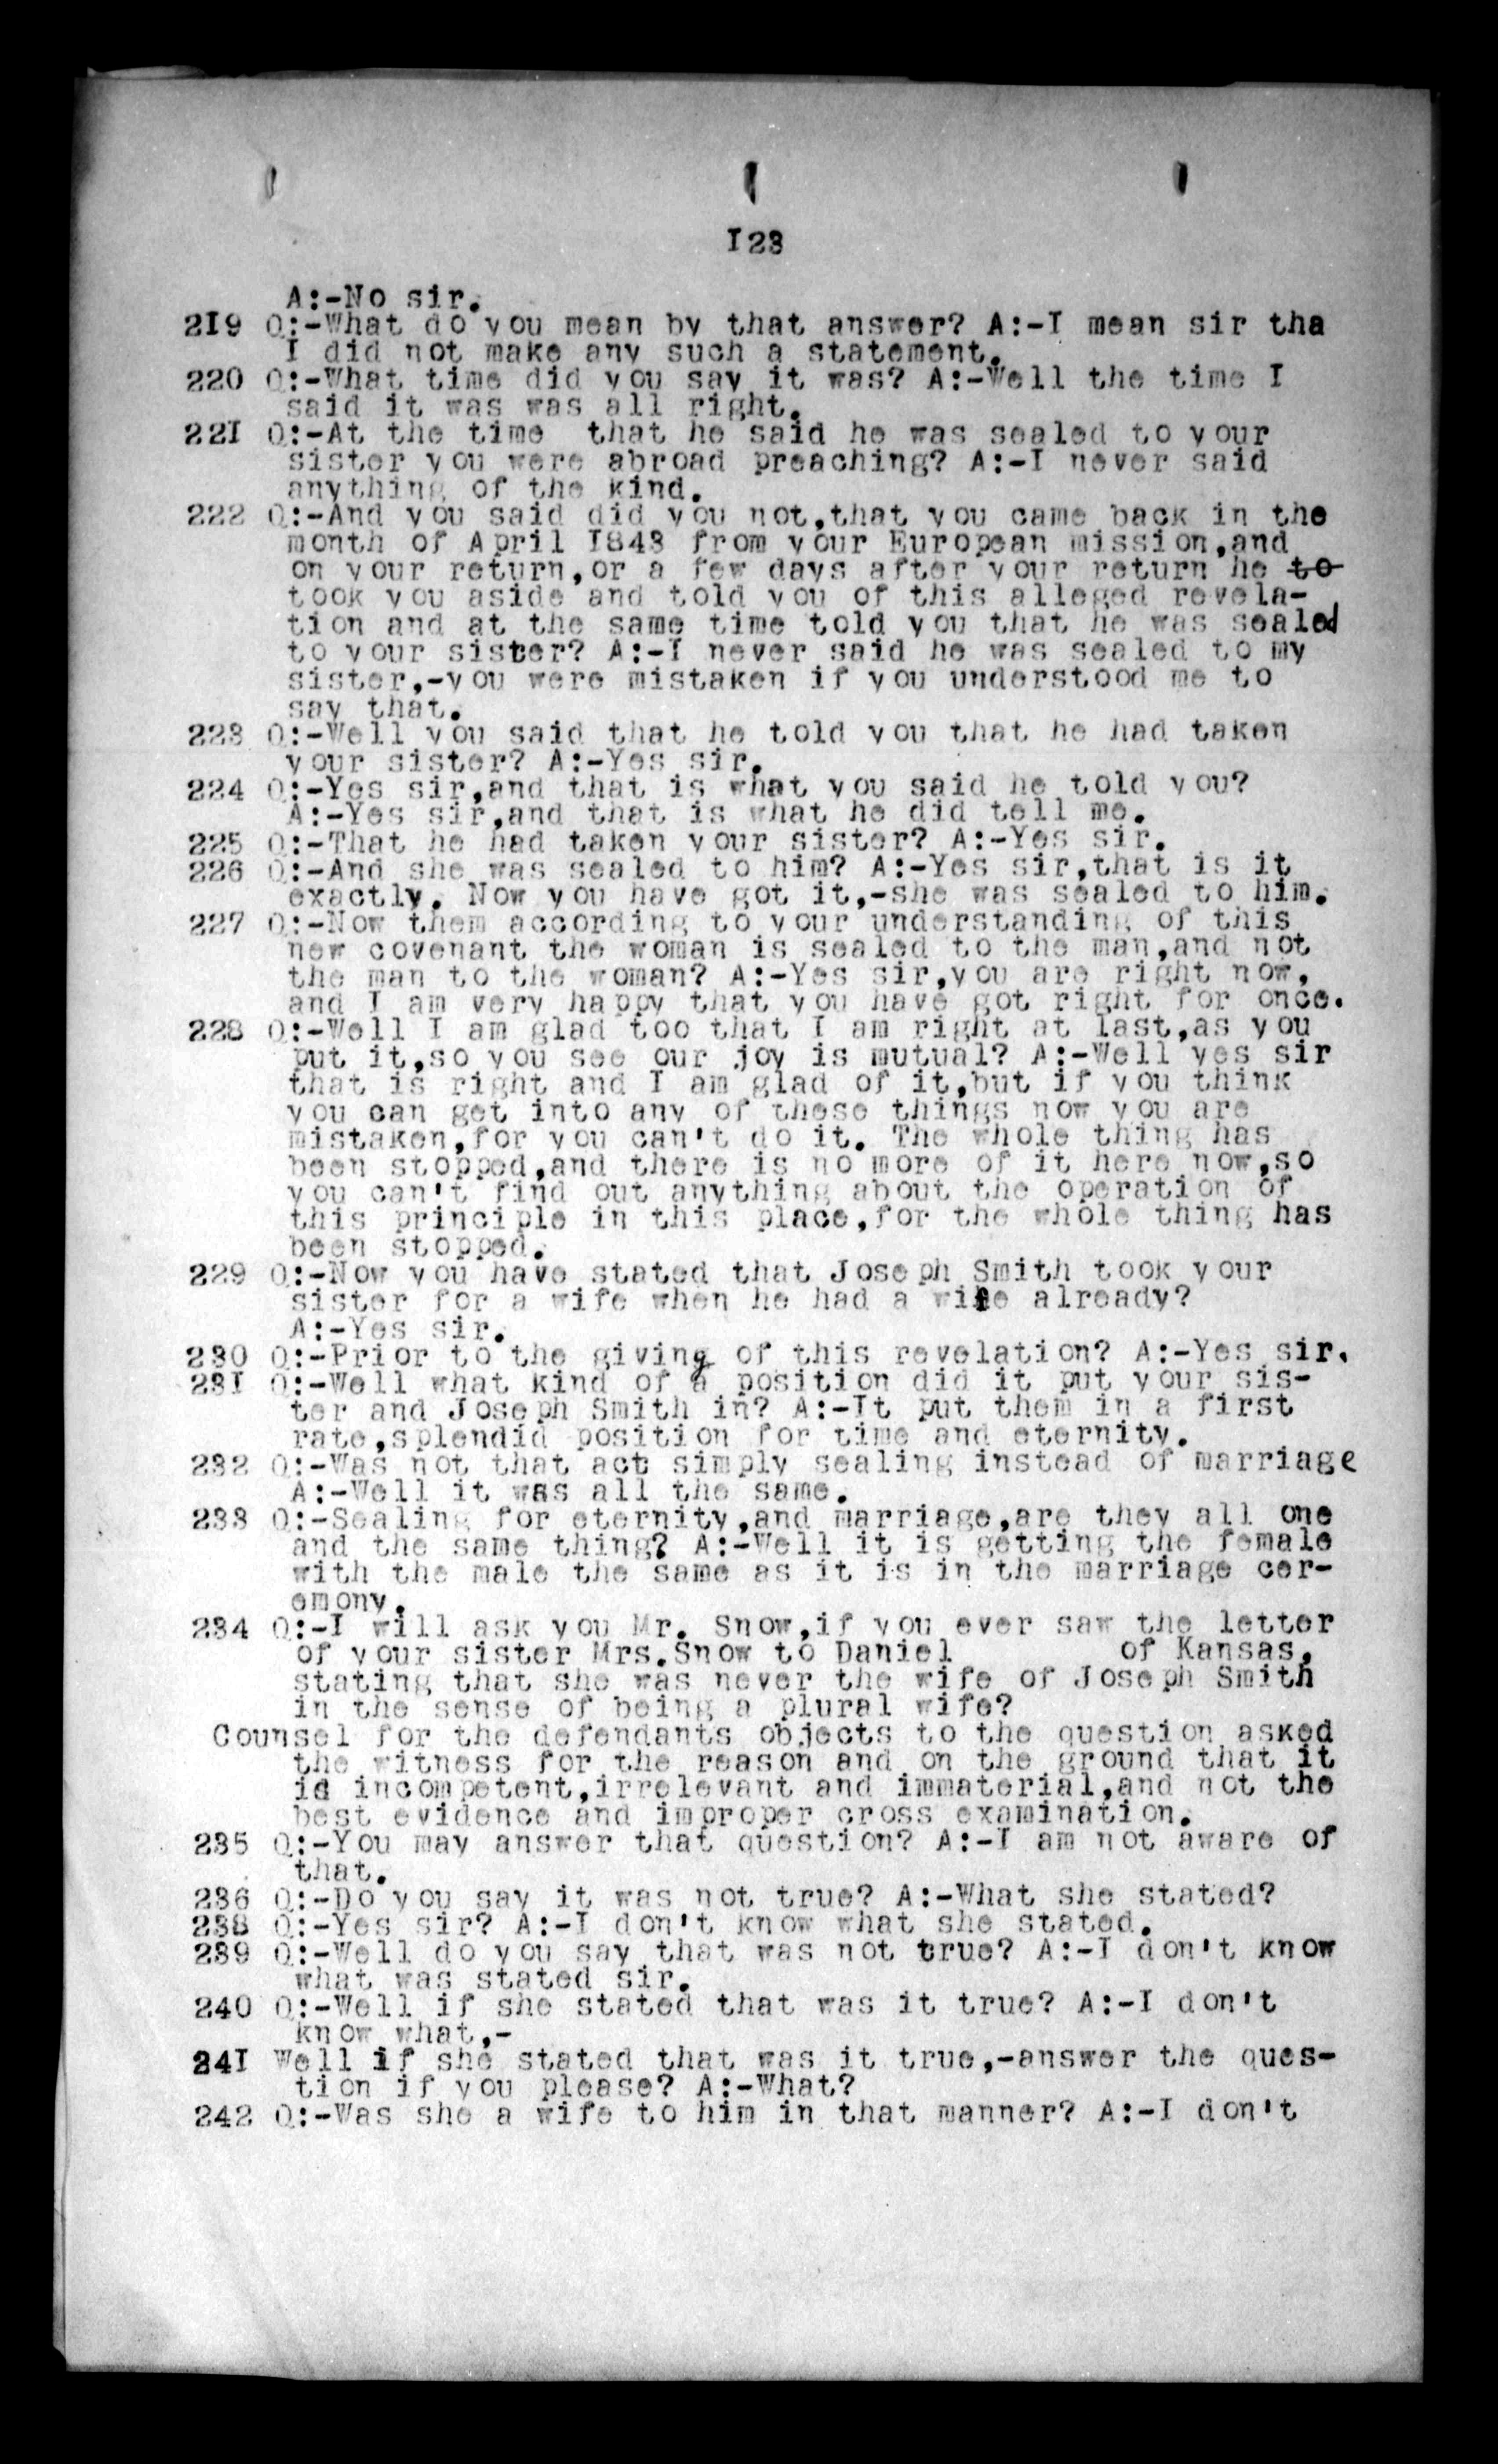 I23
A:-No sir.
2I9 Q:-What do you mean by that answer? A:-I mean sir tha
I did not make any such a statement.
220 Q:-What time did you say it was? A:-Well the time I
said it was was all right.
22I Q:-At the time that he said he was sealed to your
sister you were abroad preaching? A:-I never said
anything of the kind.
222 Q:-And you said did you not,that you came back in the
month of April I843 from your European mission,and
on your return,or a few days after your return he to
took you aside and told you of this alleged revela-
tion and at the same time told you that he was sealed
to your sister? A:-I never said he was sealed to my
sister,-you were mistaken if you understood me to
say that.
223 Q:-Well you said that he told you that he had taken
your sister? A:-Yes sir.
224 Q:-Yes sir,and that is what you said he told you?
A:-Yes sir,and that is what he did tell me.
225 Q:-That he had taken your sister? A:-Yes sir.
226 Q:-And she was sealed to him? A:-Yes sir,that is it
exactly. Now you have got it,-she was sealed to him.
227 Q:-Now them according to your understanding of this
new covenant the woman is sealed to the man,and not
the man to the woman? A:-Yes sir,you are right now,
and I am very happy that you have got right for once.
228 Q:-Well I am glad too that I am right at last,as you
put it,so you see our joy is mutual? A:-Well yes sir
that is right and I am glad of it,but if you think
you can get into any of these things now you are
mistaken,for you can't do it. The whole thing has
been stopped,and there is no more of it here now,so
you can't find out anything about the operation of
this principle in this place,for the whole thing has
been stopped.
229 Q:-Now you have stated that Joseph Smith took your
sister for a wife when he had a wife already?
A:-Yes sir.
230 Q:-Prior to the giving of this revelation? A:-Yes sir.
23I Q:-Well what kind of a position did it put your sis-
ter and Joseph Smith in? A:-It put them in a first
rate,splendid position for time and eternity.
232 Q:-Was not that act simply sealing instead of marriage
A:-Well it was all the same.
233 Q:-Sealing for eternity,and marriage,are they all one
and the same thing? A:-Well it is getting the female
with the male the same as it is in the marriage cer-
emony.
234 Q:-I will ask you Mr. Snow,if you ever saw the letter
of your sister Mrs.Snow to Daniel of Kansas,
stating that she was never the wife of Joseph Smith
in the sense of being a plural wife?
Counsel for the defendants objects to the question asked
the witness for the reason and on the ground that it
is incompetent,irrelevant and immaterial,and not the
best evidence and improper cross examination.
235 Q:-You may answer that question? A:-I am not aware of
that.
236 Q:-Do you say it was not true? A:-What she stated?
238 Q:-Yes sir? A:-I don't know what she stated.
239 Q:-Well do you say that was not true? A:-I don't know
what was stated sir.
240 Q:-Well if she stated that was it true? A:-I don't
know what,-
24I Well if she stated that was it true,-answer the ques-
tion if you please? A:-What?
242 Q:-Was she a wife to him in that manner? A:-I don't